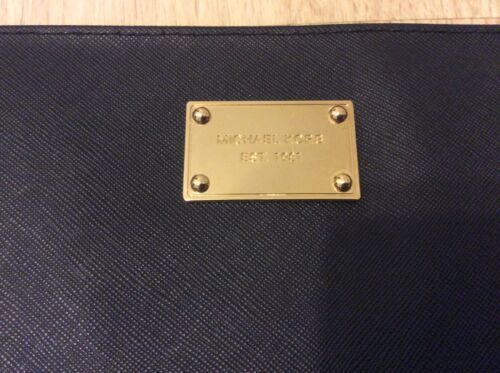 MICHAEL KORS
EST. 1981